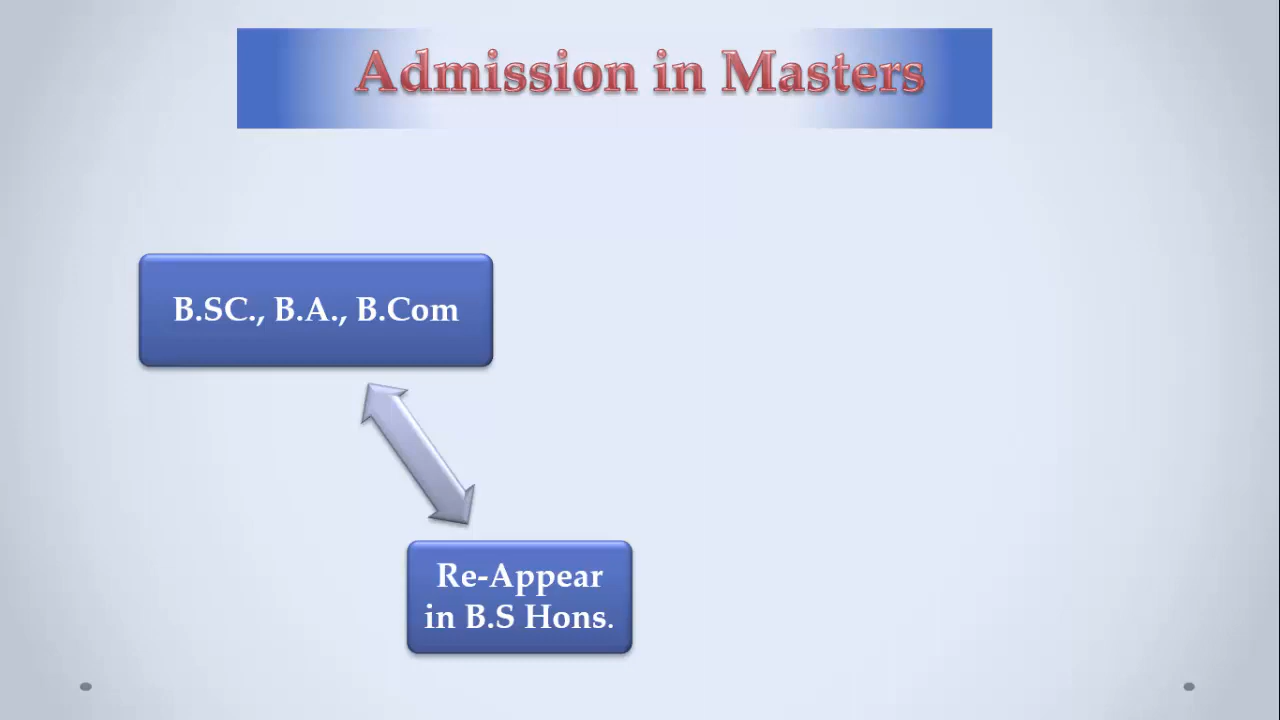 Admission in Masters
B.SC., B.A., B.Com
Re-Appear
in B.S Hons.